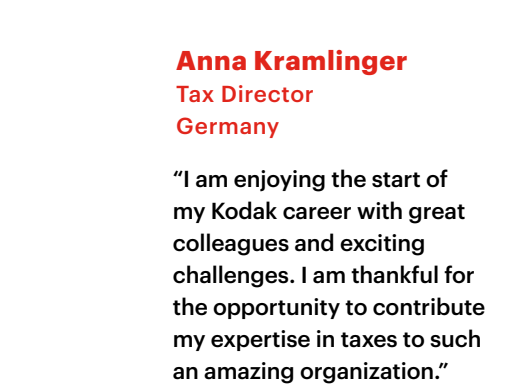 Anna Kramlinger
Tax Director
Germany
“I am enjoying the start of
my Kodak career with great
colleagues and exciting
challenges. I am thankful for
the opportunity to contribute
my expertise in taxes to such
an amazing organization.”